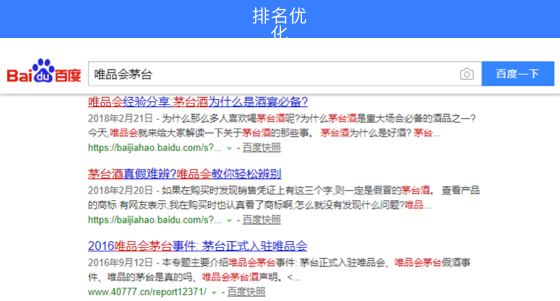 排名优
化
Bai du 百度
唯品会茅台
百度一下
唯品会经验分享:茅台酒为什么是酒宴必备?
2018年2月21日 - 为什么那么多人喜欢喝茅台酒呢?为什么茅台酒是重大场合必备的酒品之一?
今天,唯品会就来给大家解读一下关于茅台酒的那些事。 茅台酒为什么是好酒? 茅台...
https://baijiahao.baidu.com/s?... - 百度快照
茅台酒真假难辨?唯品会教你轻松辨别
2018年2月20日 - 如果在购买时发现销售凭证上有这三个字,则一定是假冒的茅台酒。 查看产品
的商标 有网友表示,我在购买时也认真看了商标啊,怎么就没有发现什么问题?唯品...
https://baijiahao.baidu.com/s?... - 百度快照
2016唯品会茅台事件: 茅台正式入驻唯品会
2016年9月12日 - 本专题主要介绍唯品会茅台事件: 茅台正式入驻唯品会、唯品会茅台假酒事
件、唯品的茅台是真的吗、唯品会茅台酒声明。<...
www.40777.cn/report12371/ - 百度快照